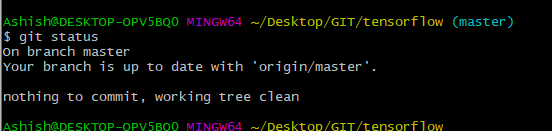 Ashish@DESKTOP-OPV5BQ0 MINGW64 ~/Desktop/GIT/tensorflow (master)
$ git status
On branch master
Your branch is up to date with 'origin/master'.
nothing to commit, working tree clean
Ashish@DESKTOP-OPV5BQ0 MINGW64 ~/Desktop/GIT/tensorflow